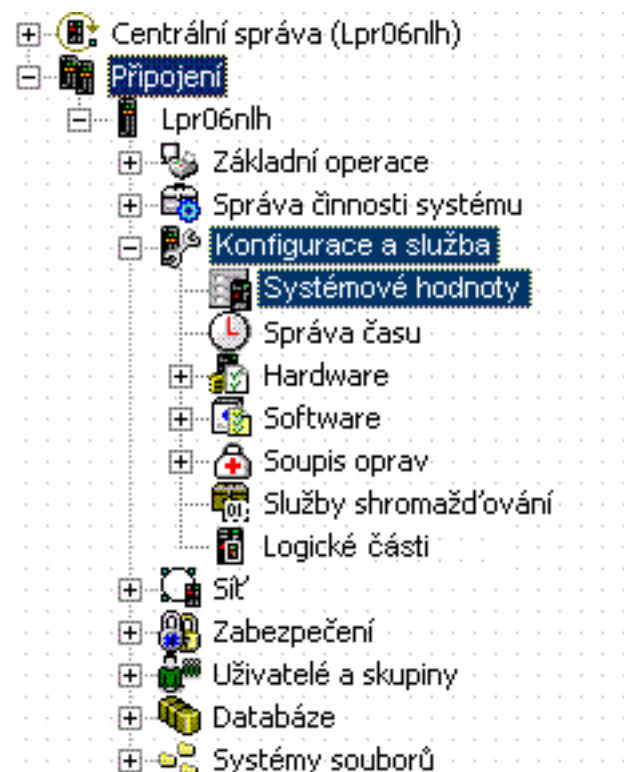 Centrální správa (Lpr06nlh)
Připojení
Lpr06nlh
Základní operace
Správa činnosti systému
Konfigurace a služba
Systémové hodnoty
Správa času
Hardware
Software
Soupis oprav
Služby shromažďování
Logické části
Síť
Zabezpečení
Uživatelé a skupiny
Databáze
Systémy souborů